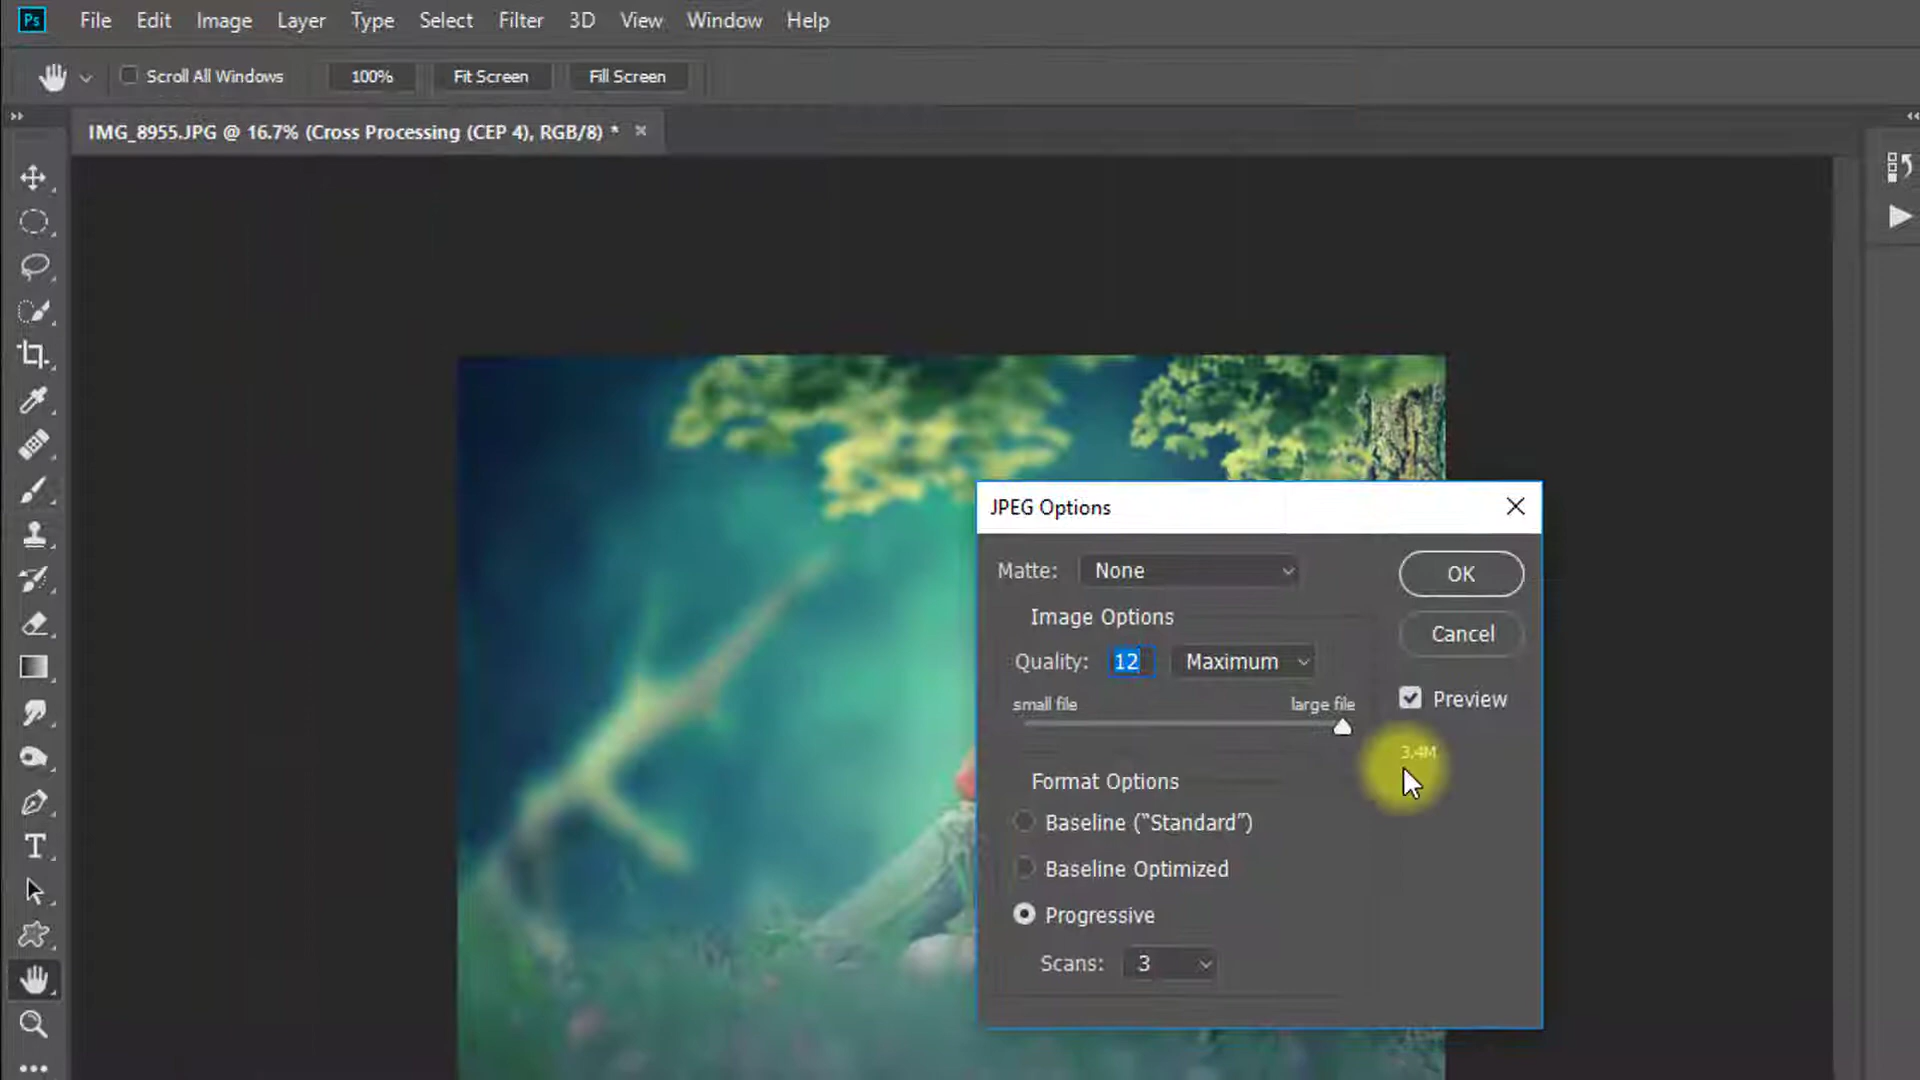 Ps File Edit Image Layer Type Select Filter 3D View Window Help
Scroll All Windows 100% Fit Screen Fill Screen
IMG_8955.JPG @ 16.7% (Cross Processing (CEP 4), RGB/8) * ×
JPEG Options
Matte: None
OK
Image Options
Cancel
Quality: 12 Maximum
Preview
small file large file
3,4M
Format Options
Baseline (“Standard”)
Baseline Optimized
Progressive
Scans: 3